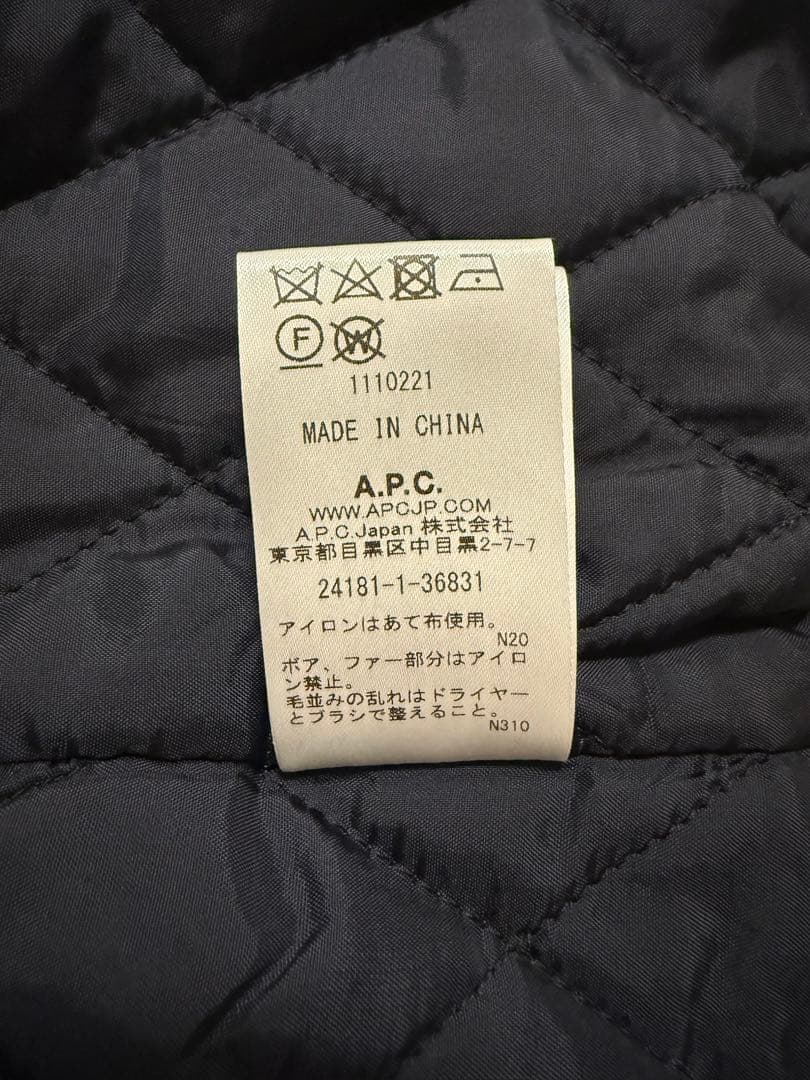 F W
1110221
MADE IN CHINA
A.P.C.
WWW.APCJP.COM
A.P.C.Japan 株式会社
東京都目黒区中目黒2-7-7
24181-1-36831
アイロンはあて布使用。
N20
ボア、ファー部分はアイロ
ン禁止。
毛並みの乱れはドライヤー
とブラシで整えること。
N310